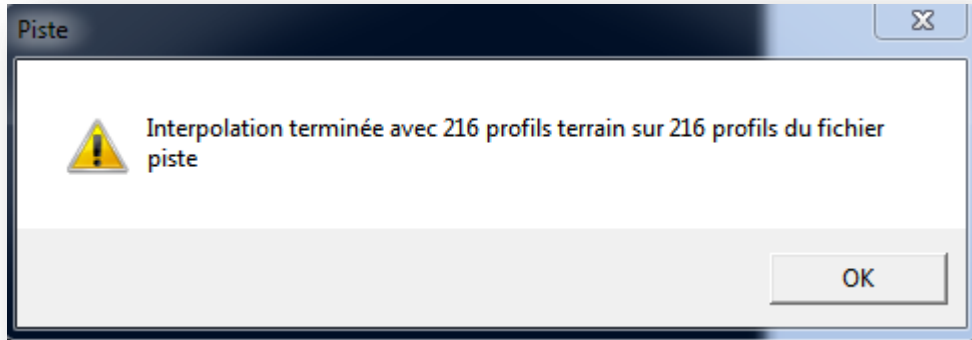 Piste
Interpolation terminée avec 216 profils terrain sur 216 profils du fichier
piste
OK